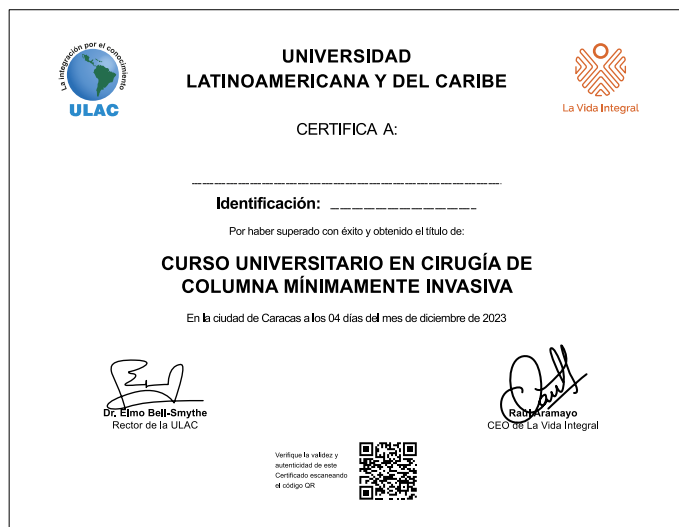 La integración por el conocimiento
ULAC
UNIVERSIDAD
LATINOAMERICANA Y DEL CARIBE
La Vida Integral
CERTIFICA A:
Identificación:
Por haber superado con éxito y obtenido el título de:
CURSO UNIVERSITARIO EN CIRUGÍA DE
COLUMNA MÍNIMAMENTE INVASIVA
En la ciudad de Caracas a los 04 días del mes de diciembre de 2023
Dr. Elmo Bell-Smythe
Rector de la ULAC
Raúl Aramayo
CEO de La Vida Integral
Verifique la validez y
autenticidad de este
Certificado escaneando
el código QR